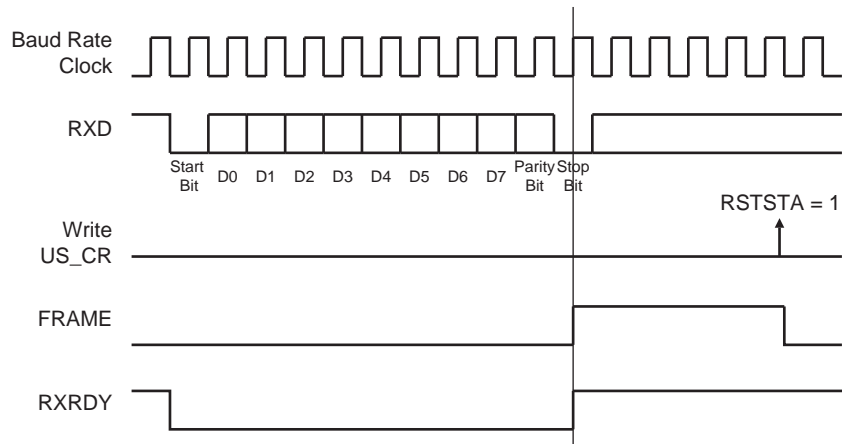 Baud Rate
Clock
RXD
Start
Bit
D0
D1
D2
D3
D4
D5
D6
D7
Parity
Bit
Stop
Bit
RSTSTA = 1
Write
US_CR
FRAME
RXRDY